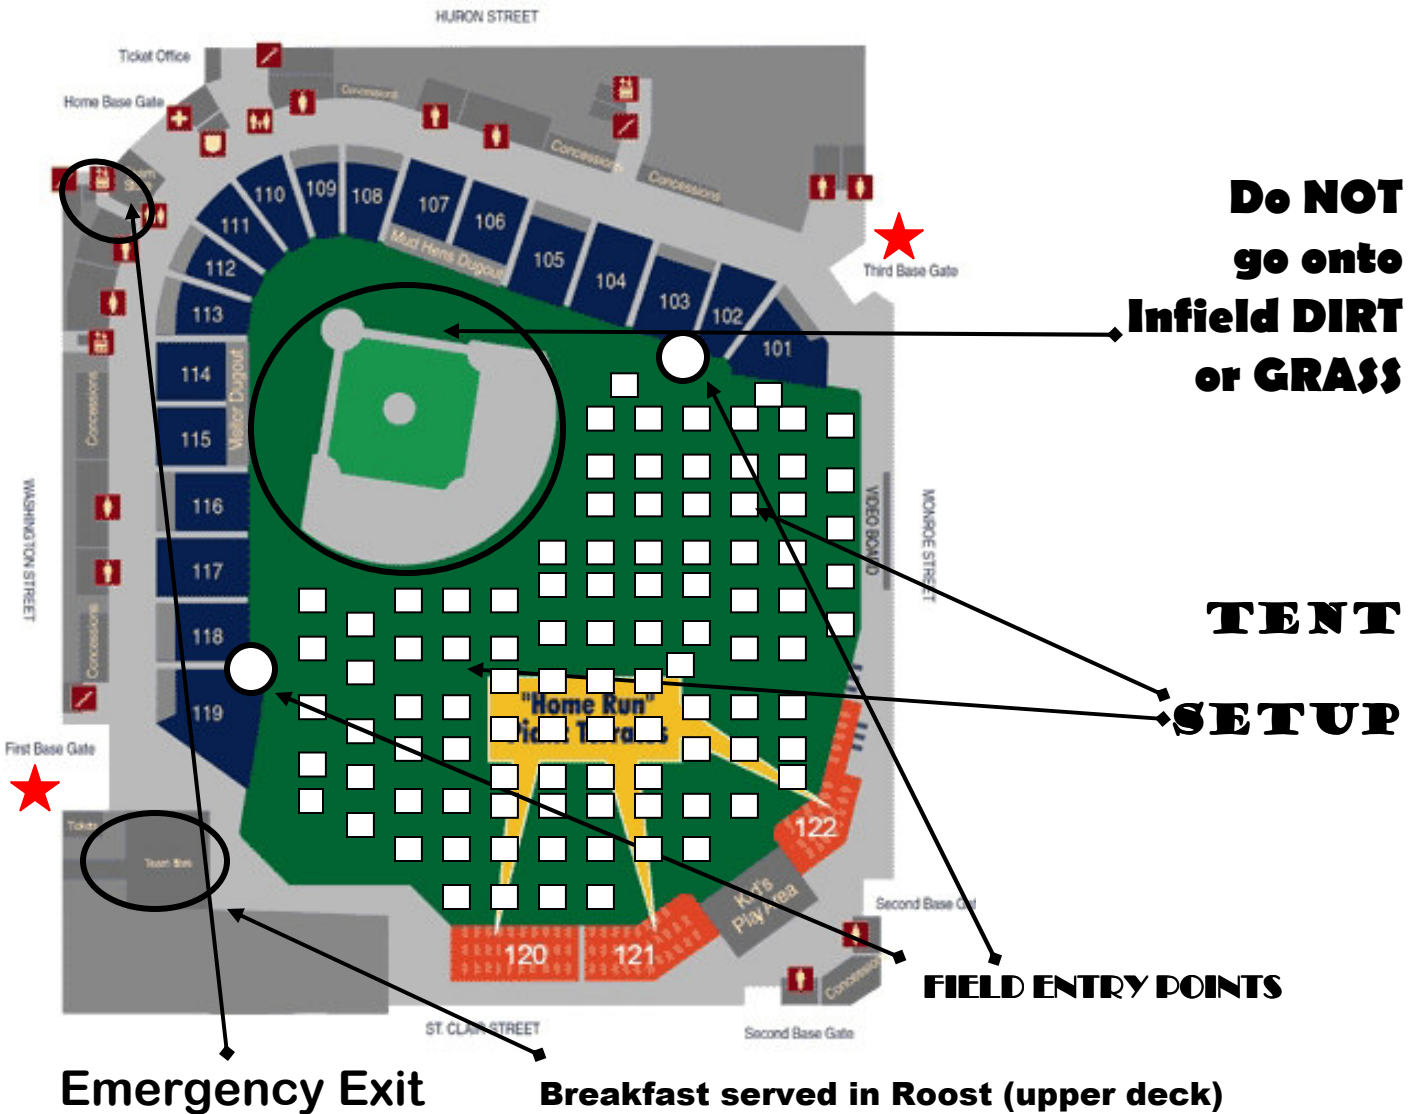 HURON STREET
Ticket Office
Home Base Gate
Concessions
Concessions
Concessions
110
109
108
107
106
111
Mud Hens Dugout
105
104
103
102
101
112
113
114
115
Visitor Dugout
116
117
118
119
Concessions
Concessions
WASHINGTON STREET
Third Base Gate
Do NOT
go onto
Infield DIRT
or GRASS
VIDEO BOARD
MONROE STREET
TENT
SETUP
"Home Run"
First Base Gate
Tickets
122
Kid's
Play Area
120
121
Second Base
Concessions
FIELD ENTRY POINTS
ST. CLAIR STREET
Second Base Gate
Emergency Exit
Breakfast served in Roost (upper deck)